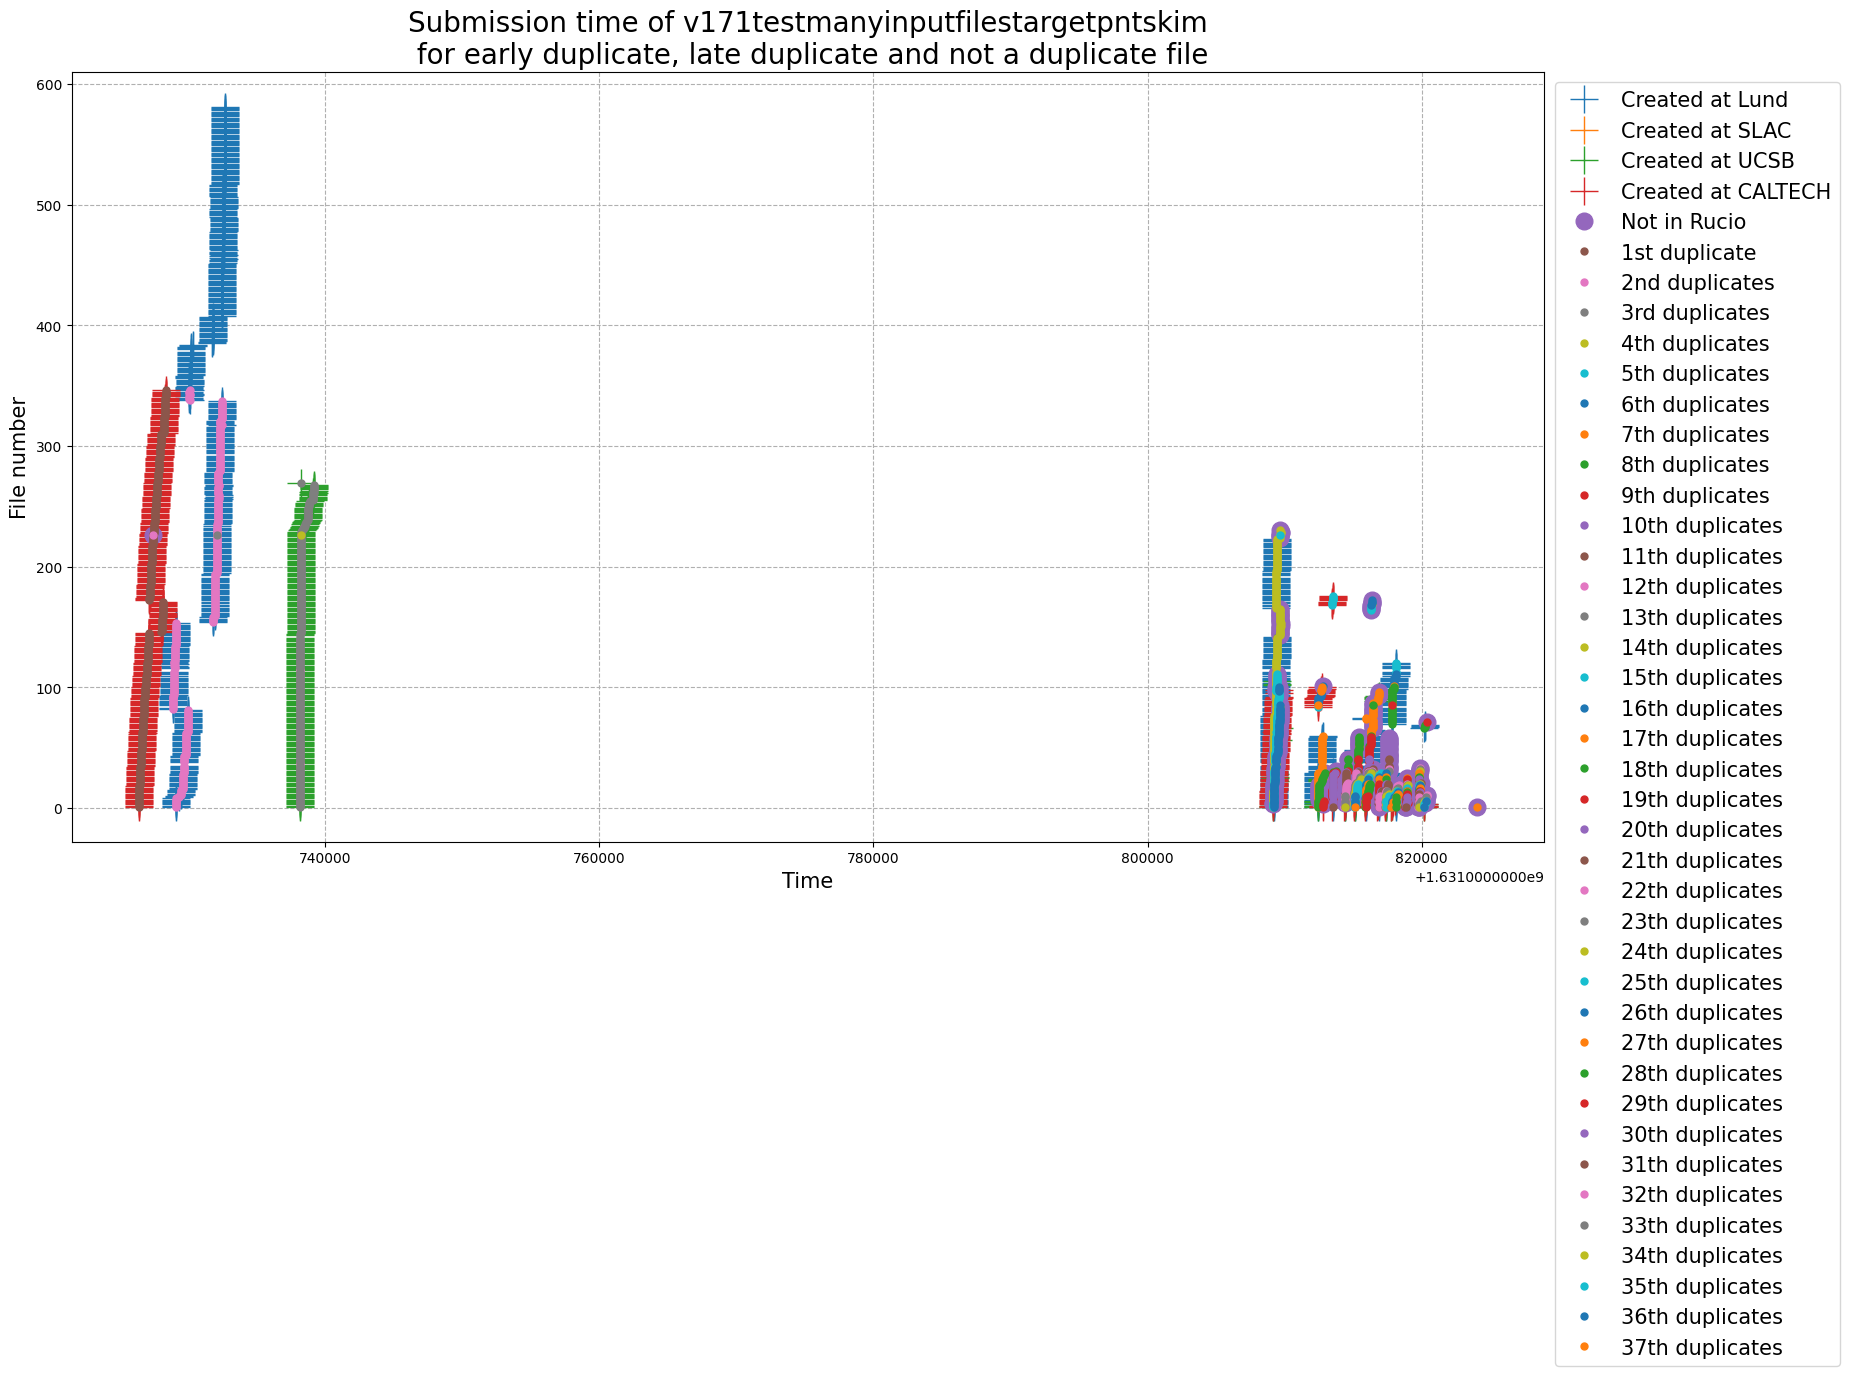 Submission time of v171testmanyinputfilestargetpntskim
for early duplicate, late duplicate and not a duplicate file
File number
600
500
400
300
200
100
0
740000
760000
780000
800000
820000
+1.6310000000e9
Time
Created at Lund
Created at SLAC
Created at UCSB
Created at CALTECH
Not in Rucio
1st duplicate
2nd duplicates
3rd duplicates
4th duplicates
5th duplicates
6th duplicates
7th duplicates
8th duplicates
9th duplicates
10th duplicates
11th duplicates
12th duplicates
13th duplicates
14th duplicates
15th duplicates
16th duplicates
17th duplicates
18th duplicates
19th duplicates
20th duplicates
21th duplicates
22th duplicates
23th duplicates
24th duplicates
25th duplicates
26th duplicates
27th duplicates
28th duplicates
29th duplicates
30th duplicates
31th duplicates
32th duplicates
33th duplicates
34th duplicates
35th duplicates
36th duplicates
37th duplicates